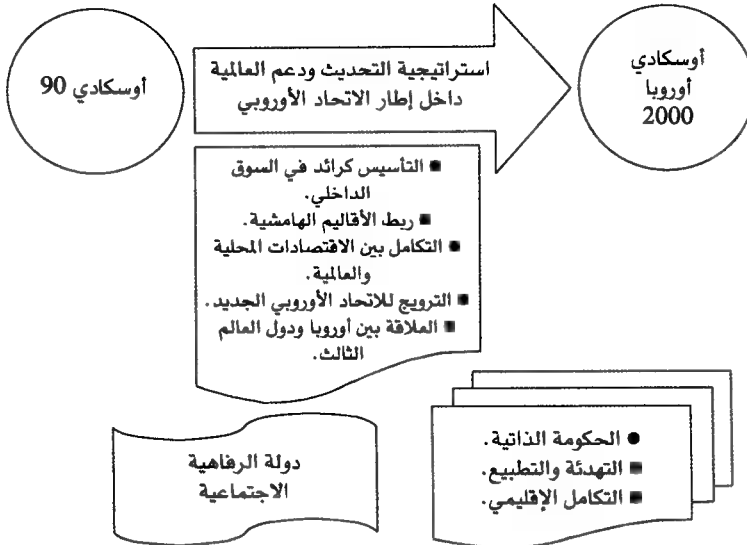 أوسكادي 90
استراتيجية التحديث ودعم العالمية
داخل إطار الاتحاد الأوروبي
أوسكادي
أوروبا
2000
■ التأسيس كرائد في السوق
الداخلي.
■ ربط الأقاليم الهامشية.
■ التكامل بين الاقتصادات المحلية
والعالمية.
■ الترويج للاتحاد الأوروبي الجديد.
■ العلاقة بين أوروبا ودول العالم
الثالث.
دولة الرفاهية
الاجتماعية
● الحكومة الذاتية.
■ التهدئة والتطبيع.
■ التكامل الإقليمي.